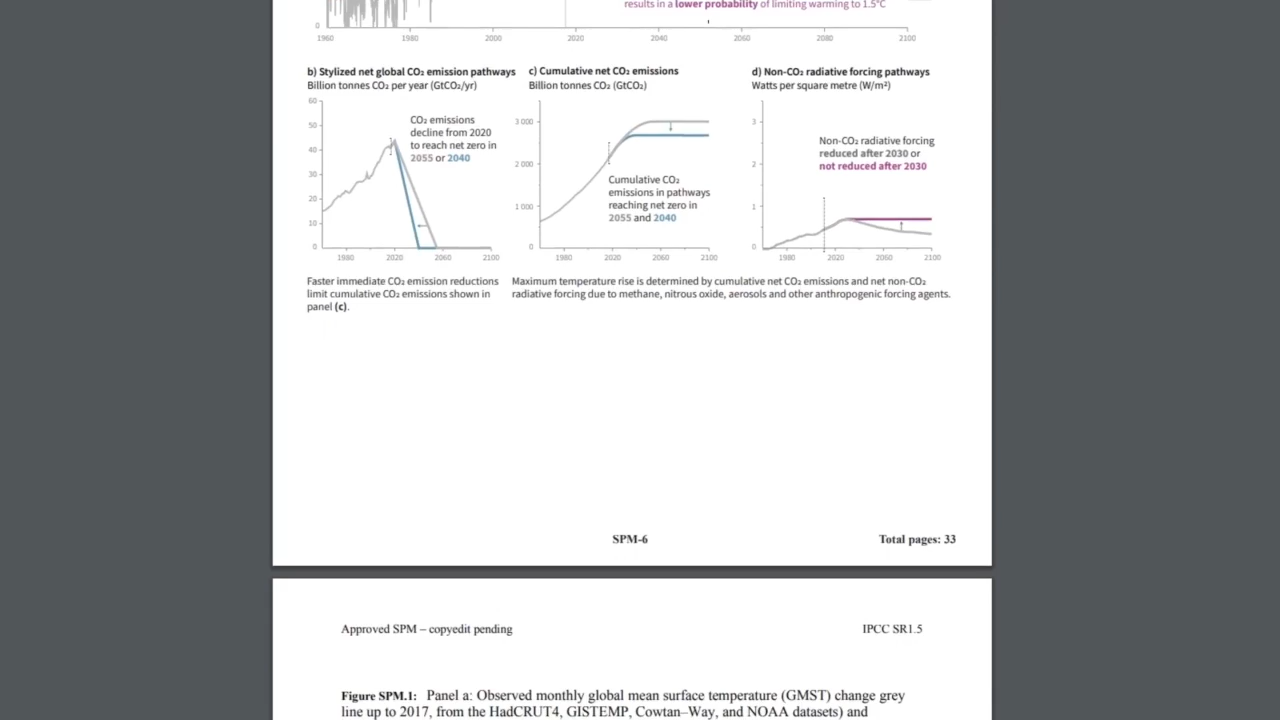 results in a lower probability of limiting warming to 1.5°C
0
1960 1980 2000 2020 2040 2060 2080 2100
b) Stylized net global CO₂ emission pathways
Billion tonnes CO₂ per year (GtCO₂/yr)
60
50
40
30
20
10
0
1980 2020 2060 2100
CO₂ emissions
decline from 2020
to reach net zero in
2055 or 2040
Faster immediate CO₂ emission reductions
limit cumulative CO₂ emissions shown in
panel (c).
c) Cumulative net CO₂ emissions
Billion tonnes CO₂ (GtCO₂)
3 000
2 000
1 000
0
1980 2020 2060 2100
Cumulative CO₂
emissions in pathways
reaching net zero in
2055 and 2040
d) Non-CO₂ radiative forcing pathways
Watts per square metre (W/m²)
3
2
1
0
1980 2020 2060 2100
Non-CO₂ radiative forcing
reduced after 2030 or
not reduced after 2030
Maximum temperature rise is determined by cumulative net CO₂ emissions and net non-CO₂
radiative forcing due to methane, nitrous oxide, aerosols and other anthropogenic forcing agents.
SPM-6 Total pages: 33
Approved SPM – copyedit pending IPCC SR1.5
Figure SPM.1: Panel a: Observed monthly global mean surface temperature (GMST) change grey
line up to 2017, from the HadCRUT4, GISTEMP, Cowtan–Way, and NOAA datasets) and